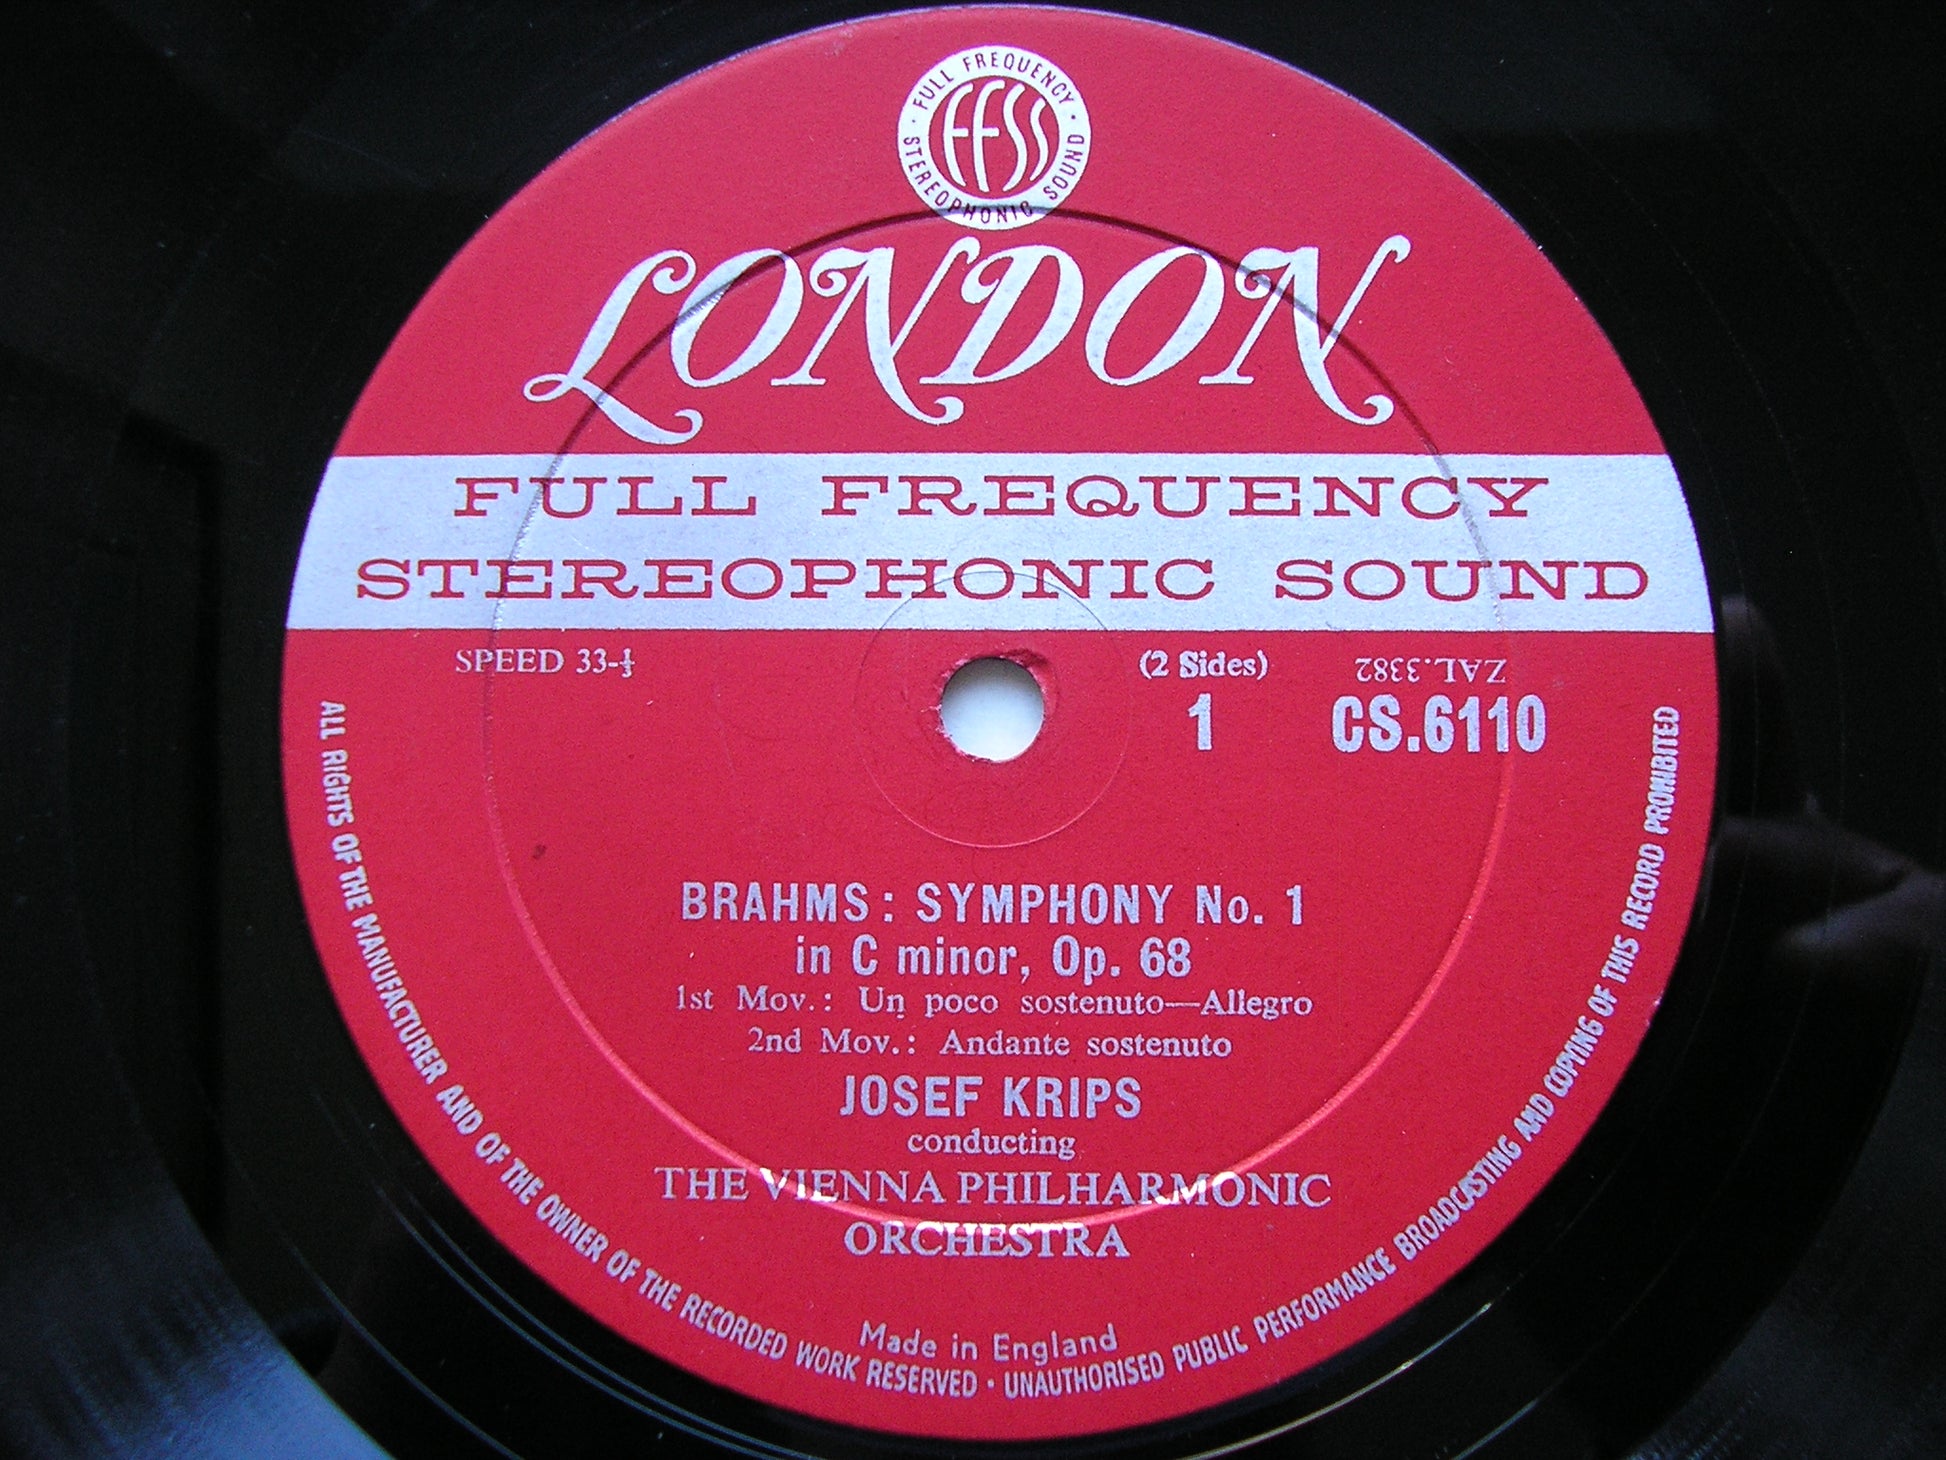 · FULL FREQUENCY ·
STEREOPHONIC SOUND
FFSS
LONDON
FULL FREQUENCY
STEREOPHONIC SOUND
SPEED 33-⅓
(2 Sides)
ZAL.3382
1
CS.6110
BRAHMS: SYMPHONY No. 1
in C minor, Op. 68
1st Mov.: Un poco sostenuto—Allegro
2nd Mov.: Andante sostenuto
JOSEF KRIPS
conducting
THE VIENNA PHILHARMONIC
ORCHESTRA
Made in England
ALL RIGHTS OF THE MANUFACTURER AND OF THE OWNER OF THE RECORDED WORK RESERVED · UNAUTHORISED PUBLIC PERFORMANCE BROADCASTING AND COPYING OF THIS RECORD PROHIBITED